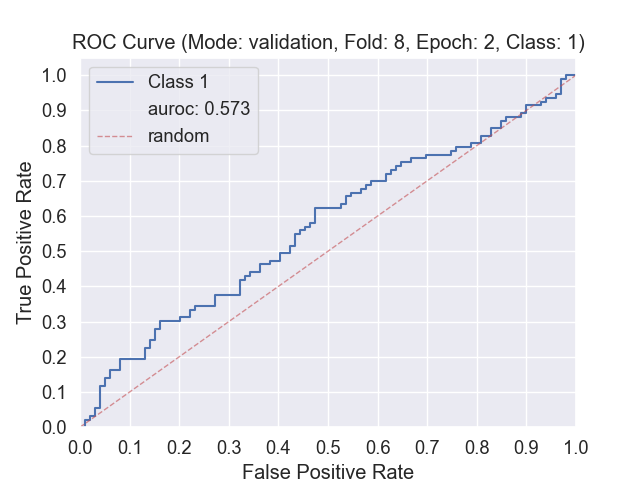 ROC Curve (Mode: validation, Fold: 8, Epoch: 2, Class: 1)
Class 1
auroc: 0.573
random
True Positive Rate
1.0
0.9
0.8
0.7
0.6
0.5
0.4
0.3
0.2
0.1
0.0
0.0 0.1 0.2 0.3 0.4 0.5 0.6 0.7 0.8 0.9 1.0
False Positive Rate